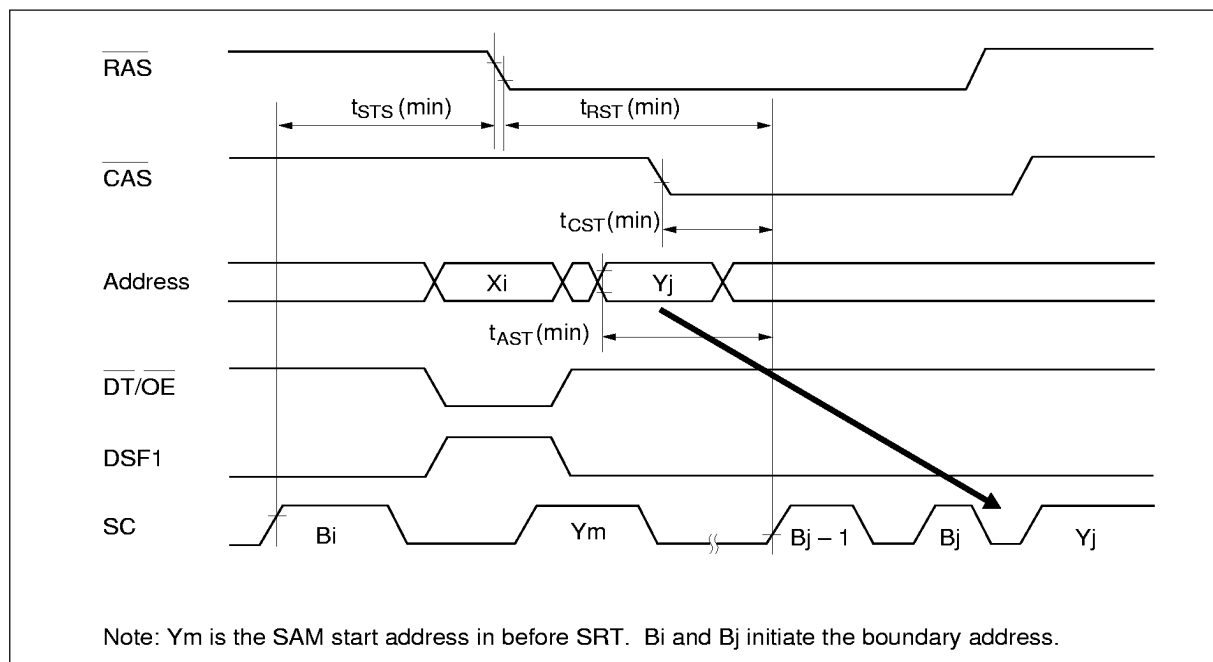 RAS
tSTS (min) tRST (min)
CAS
tCST (min)
Address Xi Yj
tAST (min)
DT/OE
DSF1
SC Bi Ym Bj – 1 Bj Yj
Note: Ym is the SAM start address in before SRT. Bi and Bj initiate the boundary address.